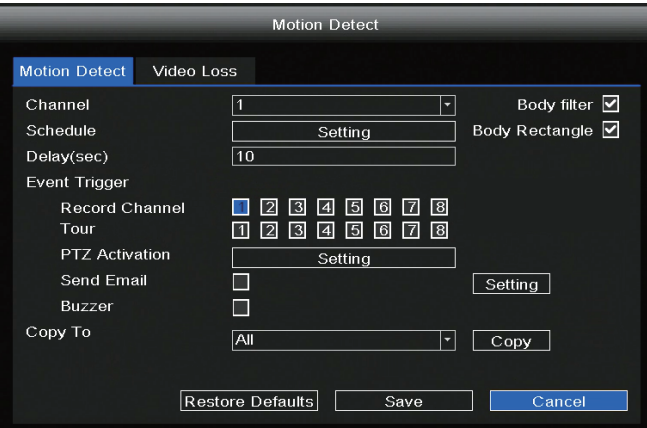 Motion Detect
Motion Detect Video Loss
Channel 1 Body filter
Schedule Setting Body Rectangle
Delay(sec) 10
Event Trigger
Record Channel 1 2 3 4 5 6 7 8
Tour 1 2 3 4 5 6 7 8
PTZ Activation Setting
Send Email Setting
Buzzer
Copy To All Copy
Restore Defaults Save Cancel